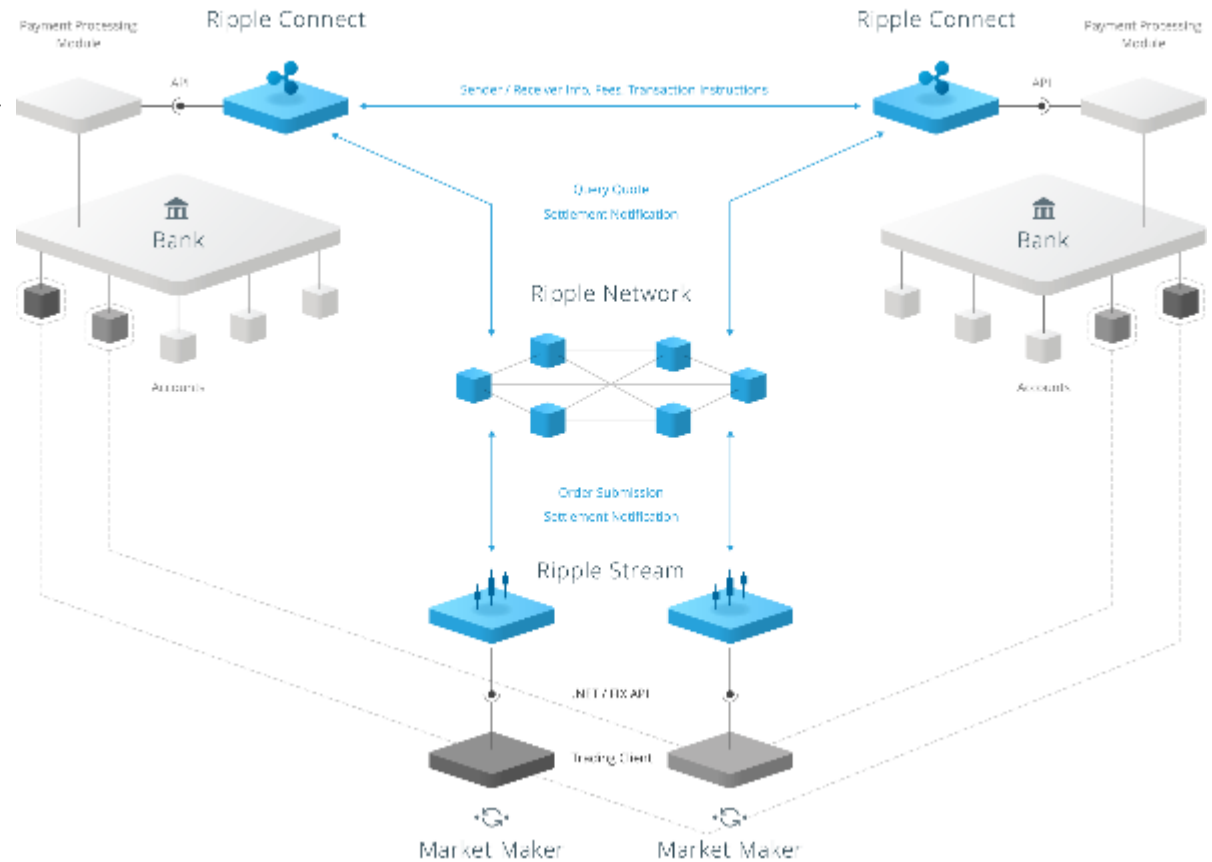 Payment Processing
Module
Ripple Connect
Ripple Connect
Payment Processing
Module
API
API
Sender / Receiver Info, Fees, Transaction Instructions
Query Quote
Settlement Notification
Bank
Bank
Ripple Network
Accounts
Accounts
Order Submission
Settlement Notification
Ripple Stream
.NET / FIX API
Trading Client
Market Maker
Market Maker